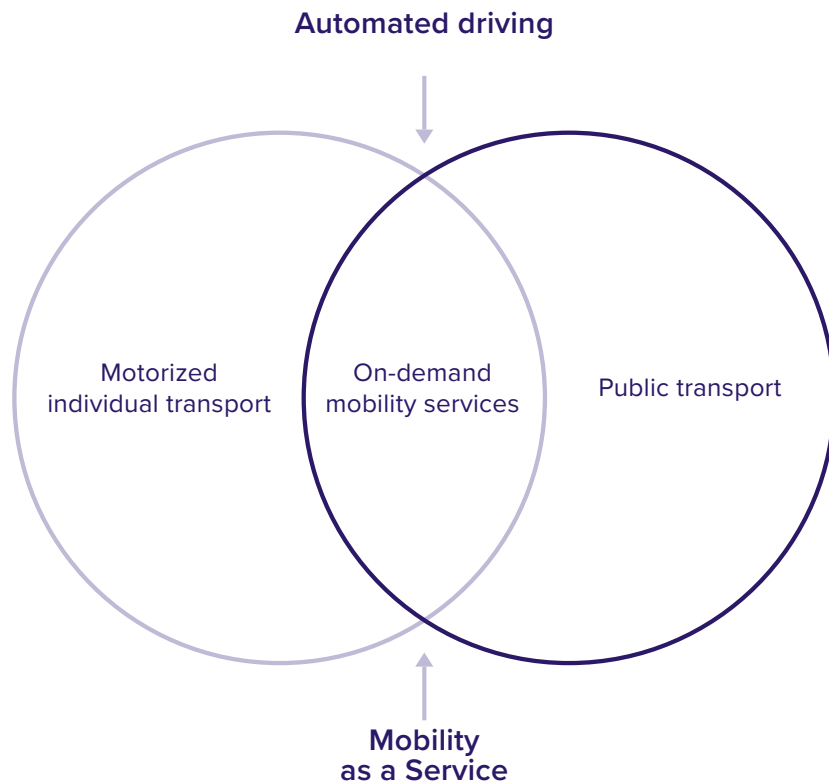 Automated driving
Motorized
individual transport
On-demand
mobility services
Public transport
Mobility
as a Service